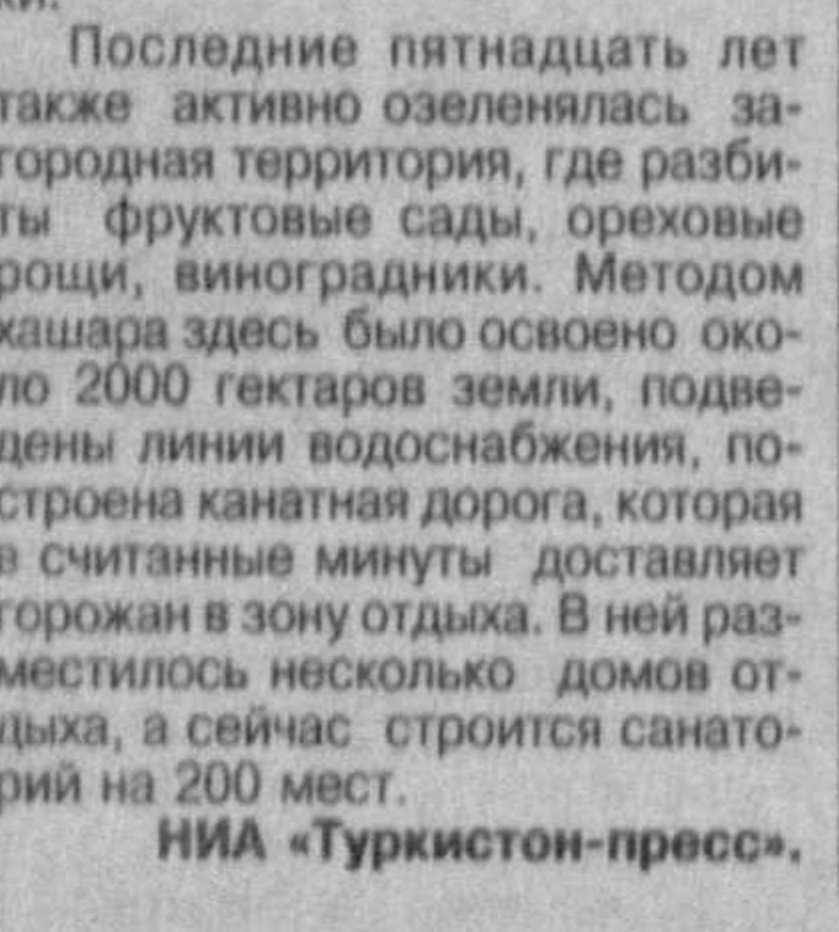 Последние пятнадцать лет
также активно озеленялась за-
городная территория, где разби-
ты фруктовые сады, ореховые
рощи, виноградники. Методом
хашара здесь было освоено око-
ло 2000 гектаров земли, подве-
дены линии водоснабжения, по-
строена канатная дорога, которая
в считанные минуты доставляет
горожан в зону отдыха. В ней раз-
местилось несколько домов от-
дыха, а сейчас строится санато-
рий на 200 мест.
НИА «Туркистон-пресс».